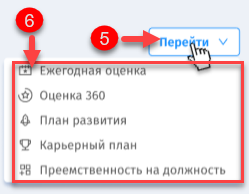 6
5
Перейти
Ежегодная оценка
Оценка 360
План развития
Карьерный план
Преемственность на должность